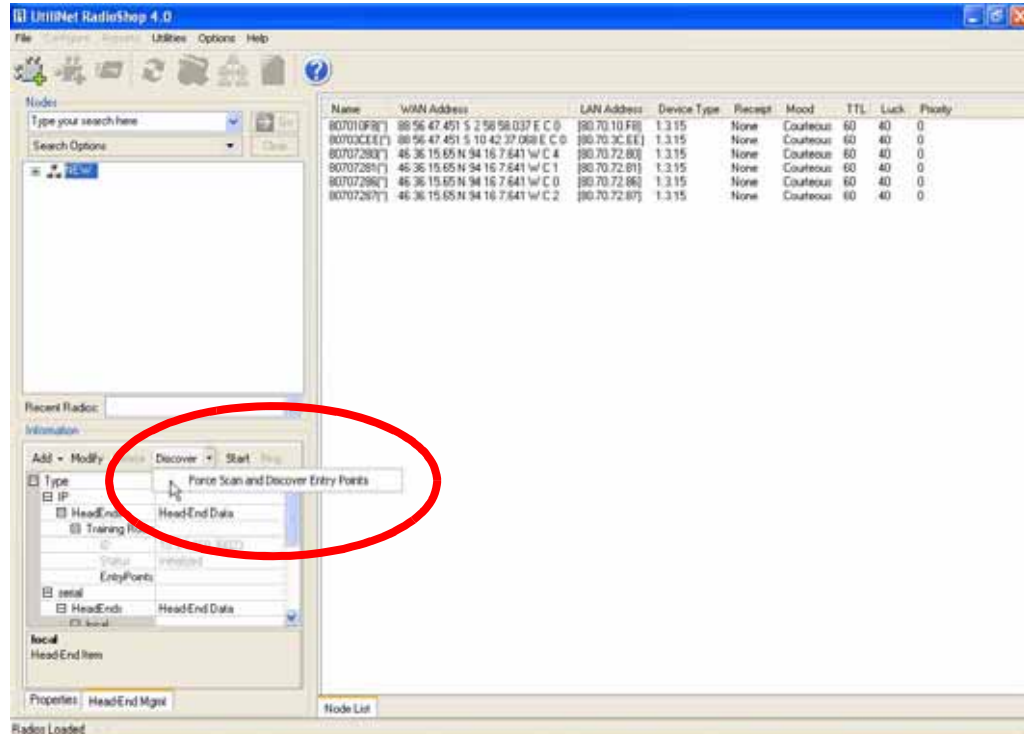 UtiliNet RadioShop 4.0
File Configure Reports Utilities Options Help
Nodes
Type your search here Go
Search Options Clear
NEW
Recent Radios:
Information
Add Modify Discover Start
Force Scan and Discover Entry Points
Type
IP
HeadEnds Head-End Data
Training
ID
Status Initialized
EntryPoints
serial
HeadEnds Head-End Data
local
local
Head-End Item
Properties Head-End Mgmt
Name WAN Address LAN Address Device Type Receipt Mood TTL Luck Priority
807010FB(*) 88 56 47.451 S 2 58 58.037 E C 0 [80.70.10.FB] 1.3.15 None Courteous 60 40 0
80703CEE(*) 88 56 47.451 S 10 42 37.068 E C 0 [80.70.3C.EE] 1.3.15 None Courteous 60 40 0
80707280(*) 46 36 15.65 N 94 16 7.641 W C 4 [80.70.72.80] 1.3.15 None Courteous 60 40 0
80707281(*) 46 36 15.65 N 94 16 7.641 W C 1 [80.70.72.81] 1.3.15 None Courteous 60 40 0
80707286(*) 46 36 15.65 N 94 16 7.641 W C 0 [80.70.72.86] 1.3.15 None Courteous 60 40 0
80707287(*) 46 36 15.65 N 94 16 7.641 W C 2 [80.70.72.87] 1.3.15 None Courteous 60 40 0
Node List
Radios Loaded